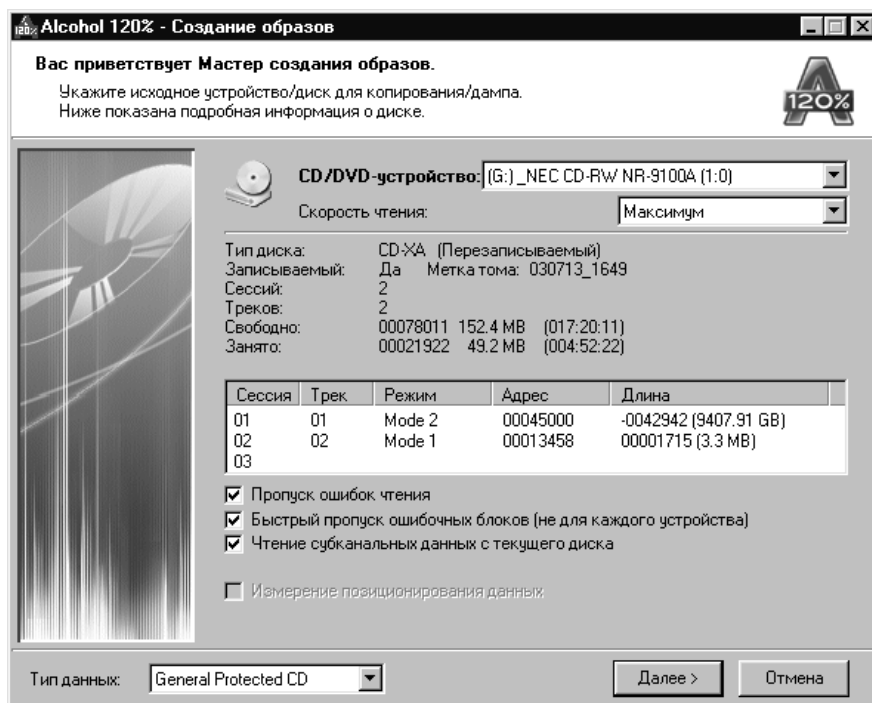 Alcohol 120% - Создание образов
Вас приветствует Мастер создания образов.
Укажите исходное устройство/диск для копирования/дампа.
Ниже показана подробная информация о диске.
120%
CD/DVD-устройство: (G:) _NEC CD-RW NR-9100A (1:0)
Скорость чтения: Максимум
Тип диска: CD-XA (Перезаписываемый)
Записываемый: Да Метка тома: 030713_1649
Сессий: 2
Треков: 2
Свободно: 00078011 152.4 MB (017:20:11)
Занято: 00021922 49.2 MB (004:52:22)
Сессия Трек Режим Адрес Длина
01 01 Mode 2 00045000 -0042942 (9407.91 GB)
02 02 Mode 1 00013458 00001715 (3.3 MB)
03
Пропуск ошибок чтения
Быстрый пропуск ошибочных блоков (не для каждого устройства)
Чтение субканальных данных с текущего диска
Измерение позиционирования данных
Тип данных: General Protected CD Далее > Отмена